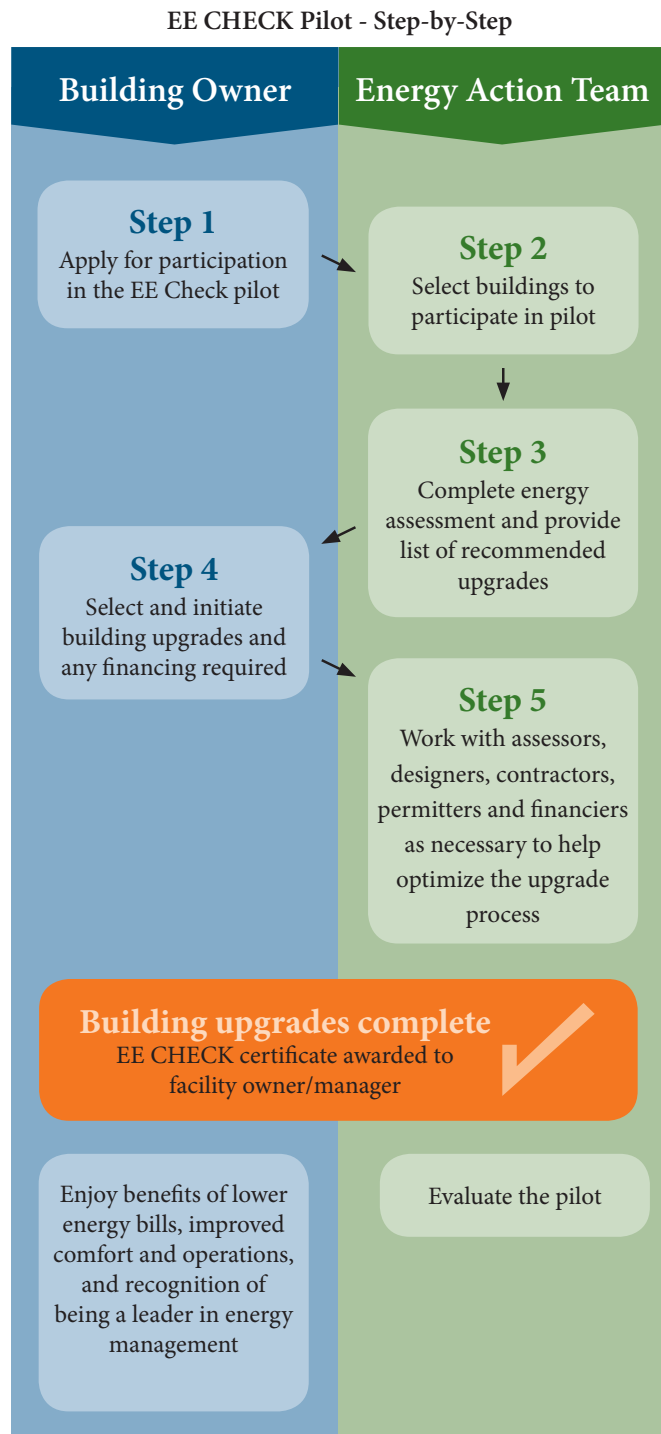 EE CHECK Pilot - Step-by-Step
Building Owner
Energy Action Team
Step 1
Apply for participation
in the EE Check pilot
Step 2
Select buildings to
participate in pilot
Step 3
Complete energy
assessment and provide
list of recommended
upgrades
Step 4
Select and initiate
building upgrades and
any financing required
Step 5
Work with assessors,
designers, contractors,
permitters and financiers
as necessary to help
optimize the upgrade
process
Building upgrades complete
EE CHECK certificate awarded to
facility owner/manager
Enjoy benefits of lower
energy bills, improved
comfort and operations,
and recognition of
being a leader in energy
management
Evaluate the pilot